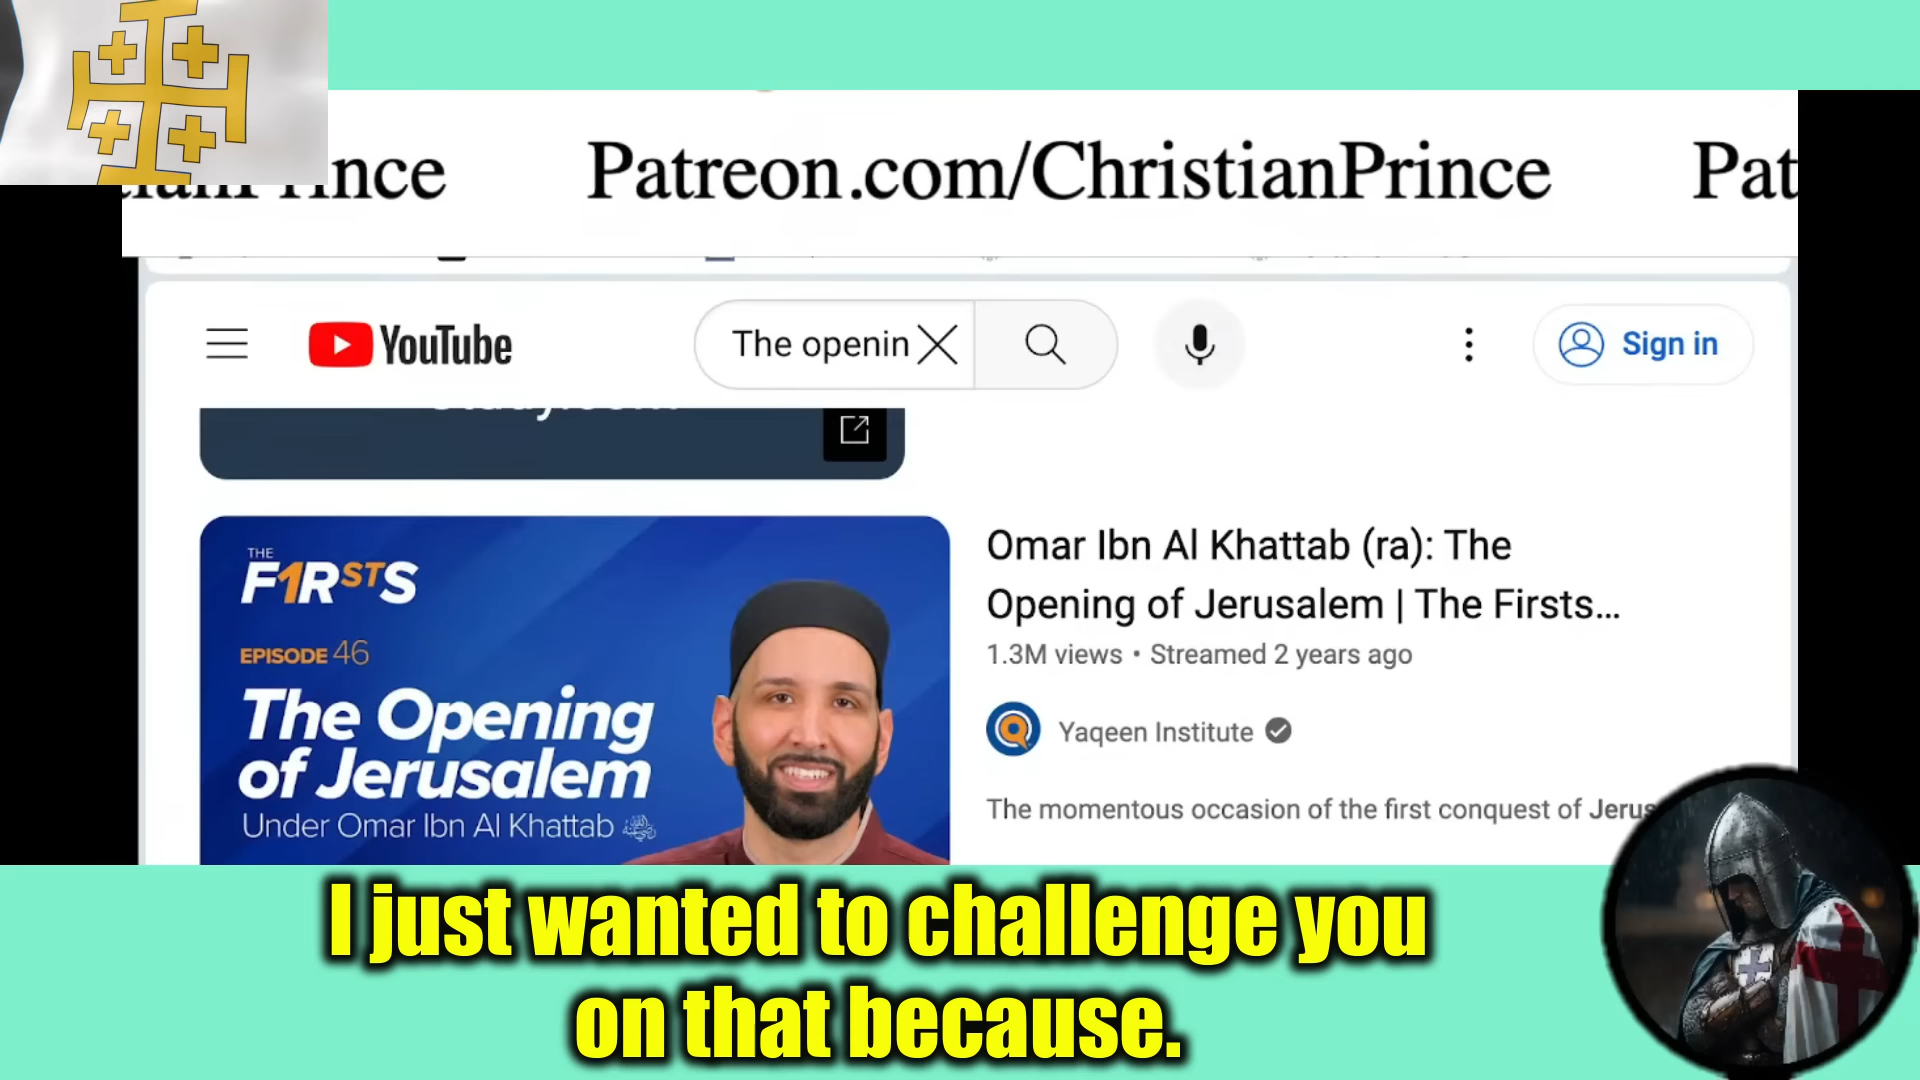 Prince
Patreon.com/ChristianPrince
Pat
YouTube
The openin
Sign in
THE
F1RSTS
EPISODE 46
The Opening
of Jerusalem
Under Omar Ibn Al Khattab
Omar Ibn Al Khattab (ra): The
Opening of Jerusalem | The Firsts...
1.3M views • Streamed 2 years ago
Yaqeen Institute
The momentous occasion of the first conquest of Jerus
I just wanted to challenge you
on that because.